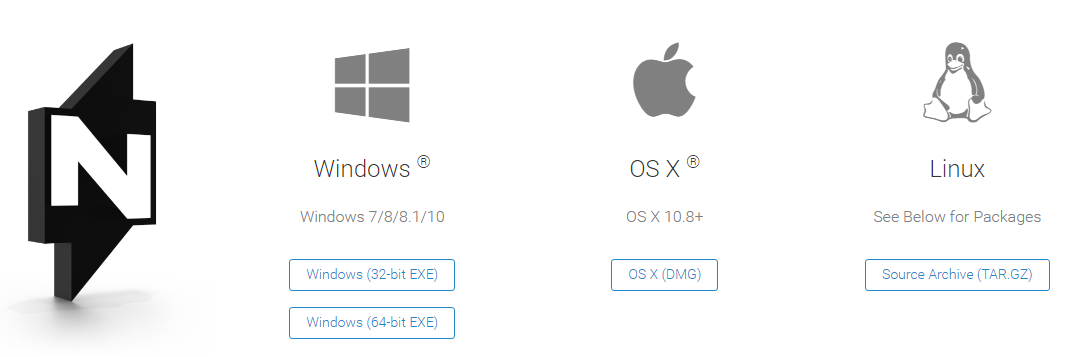 N
Windows ®
Windows 7/8/8.1/10
Windows (32-bit EXE)
Windows (64-bit EXE)
OS X ®
OS X 10.8+
OS X (DMG)
Linux
See Below for Packages
Source Archive (TAR.GZ)